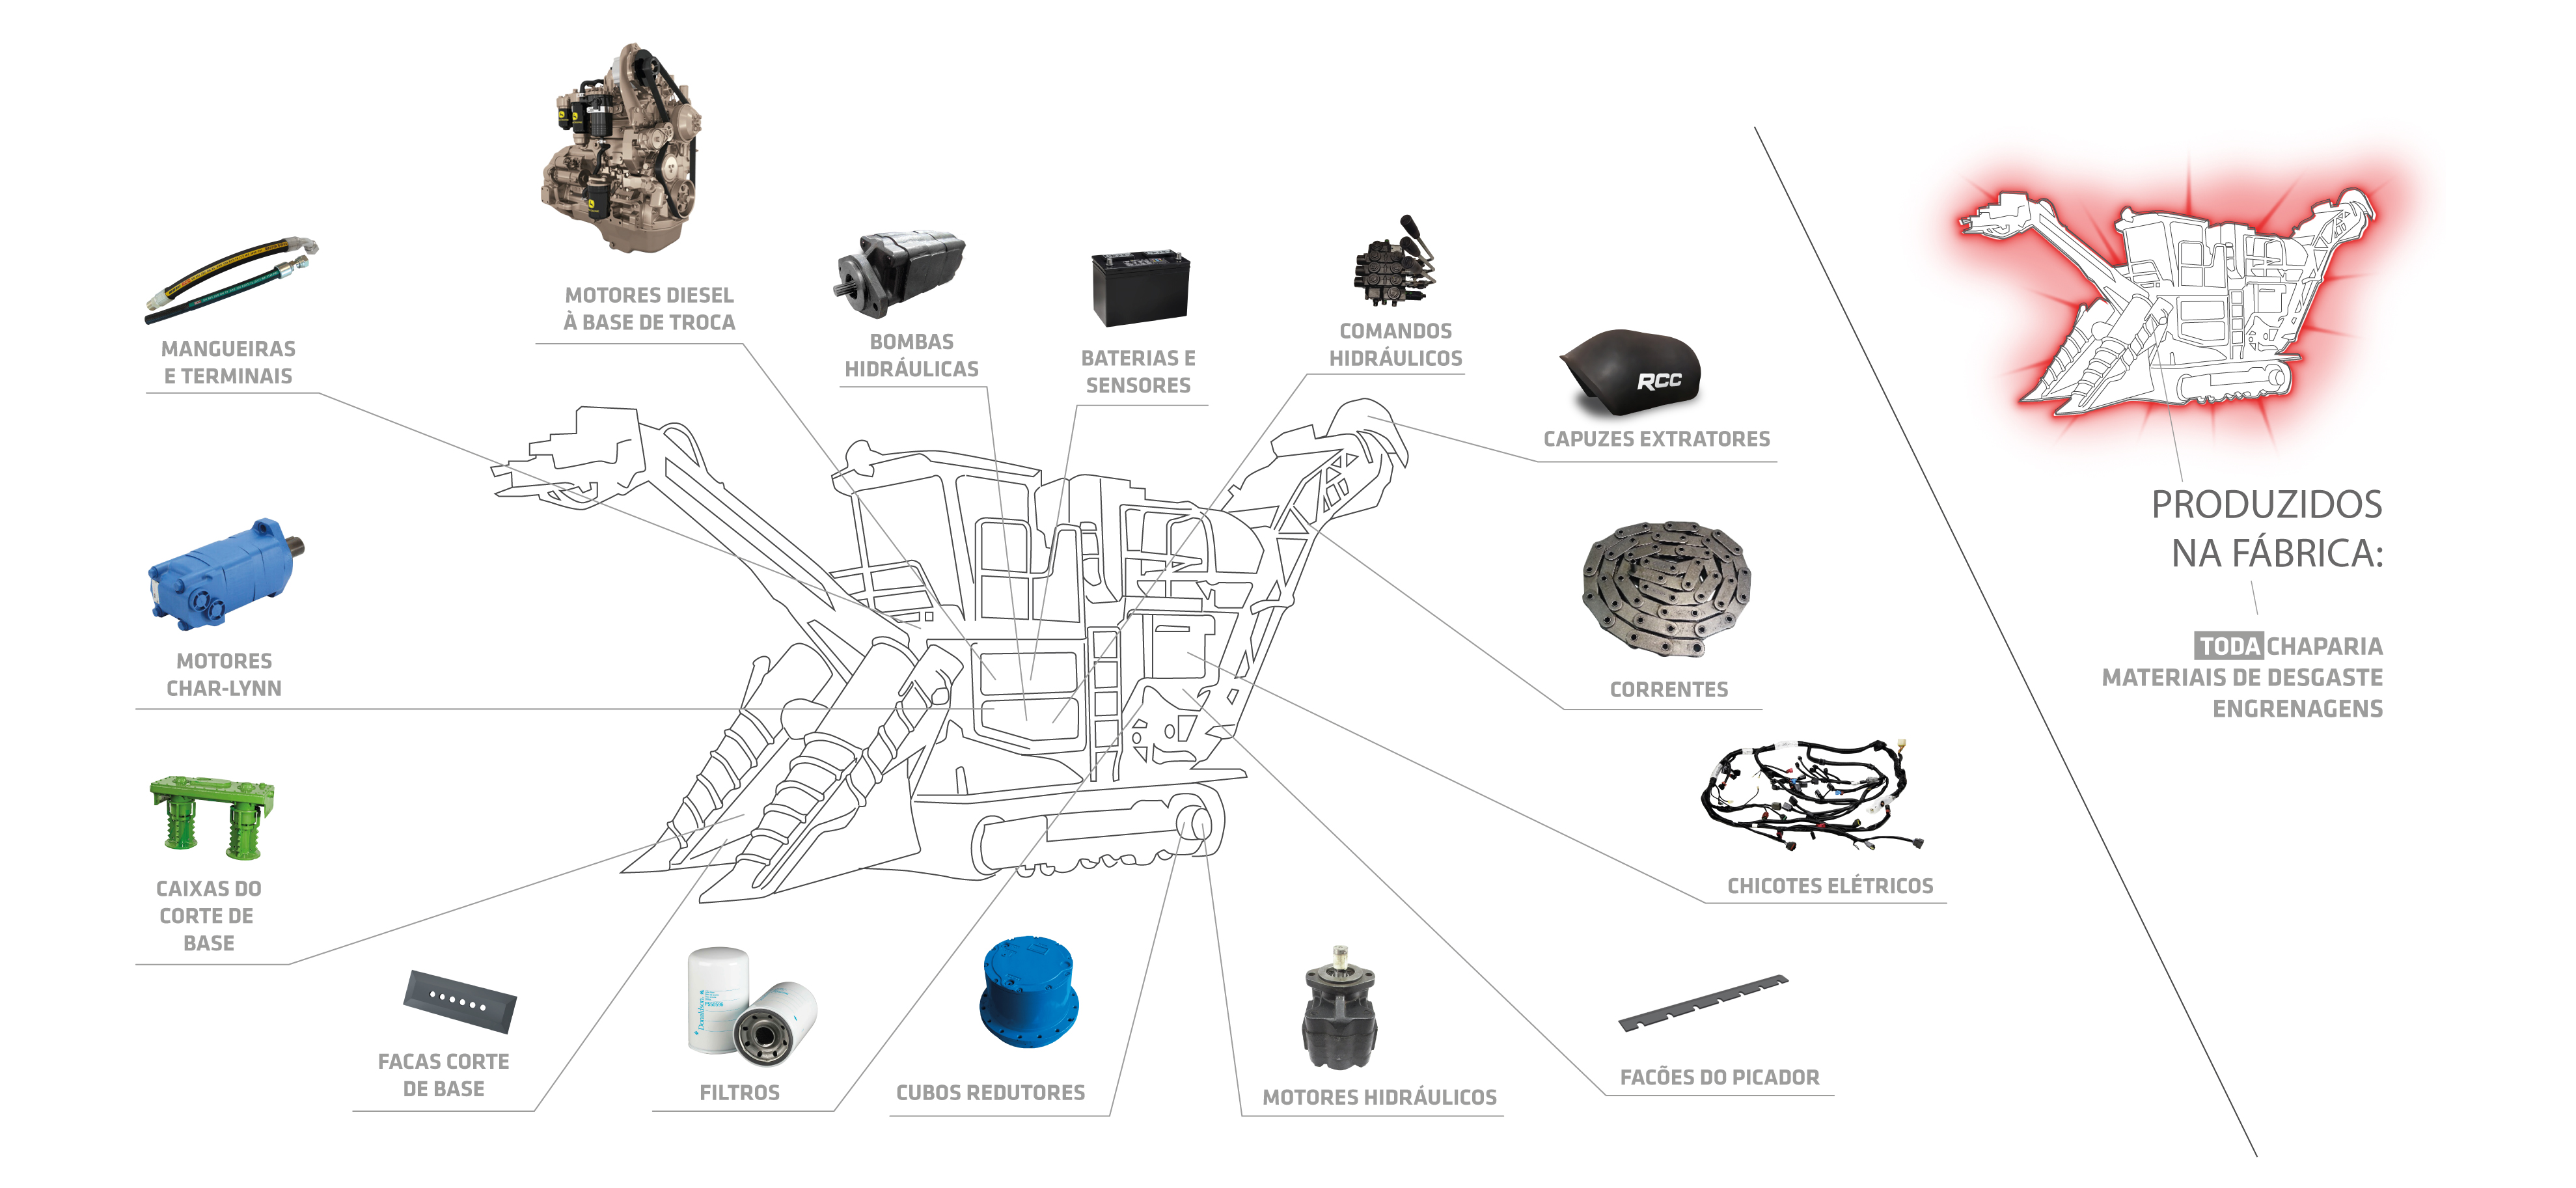 MOTORES DIESEL
À BASE DE TROCA
MANGUEIRAS
E TERMINAIS
BOMBAS
HIDRÁULICAS
BATERIAS E
SENSORES
COMANDOS
HIDRÁULICOS
RCC
CAPUZES EXTRATORES
MOTORES
CHAR-LYNN
CORRENTES
CAIXAS DO
CORTE DE
BASE
CHICOTES ELÉTRICOS
FACAS CORTE
DE BASE
Donaldson
FILTROS
CUBOS REDUTORES
MOTORES HIDRÁULICOS
FACÕES DO PICADOR
PRODUZIDOS
NA FÁBRICA:
TODA CHAPARIA
MATERIAIS DE DESGASTE
ENGRENAGENS